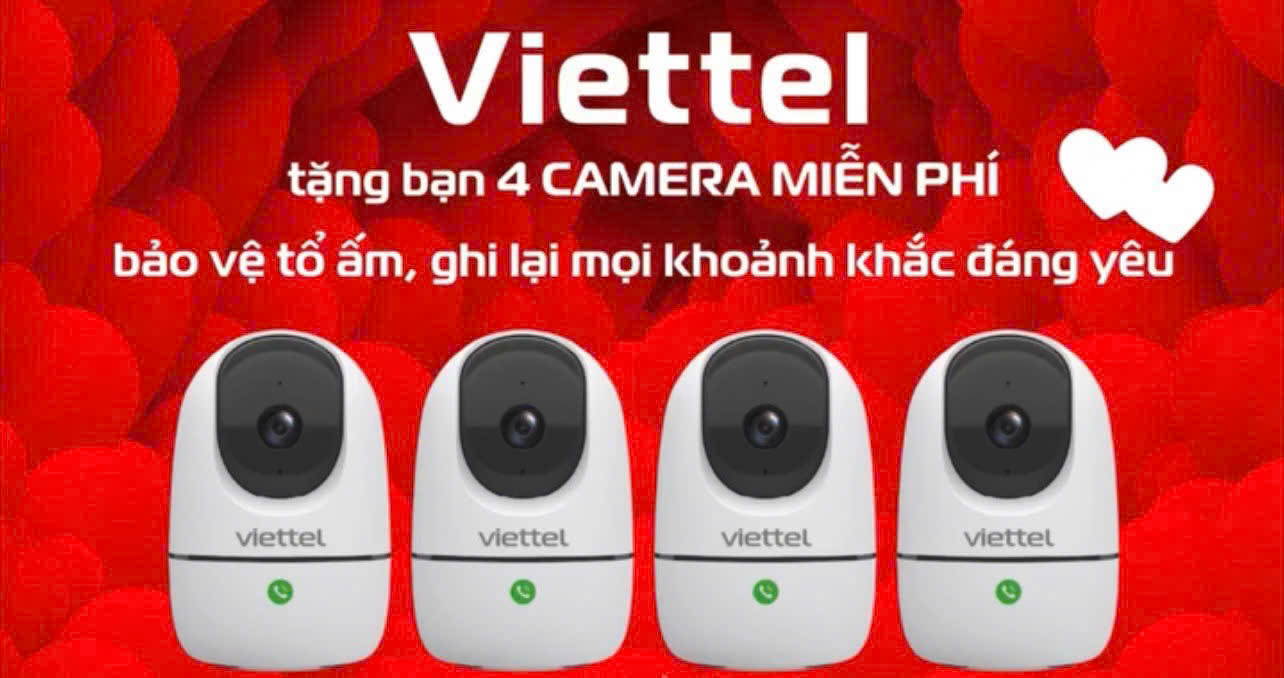 Viettel
tặng bạn 4 CAMERA MIỄN PHÍ
bảo vệ tổ ấm, ghi lại mọi khoảnh khắc đáng yêu
viettel viettel viettel viettel